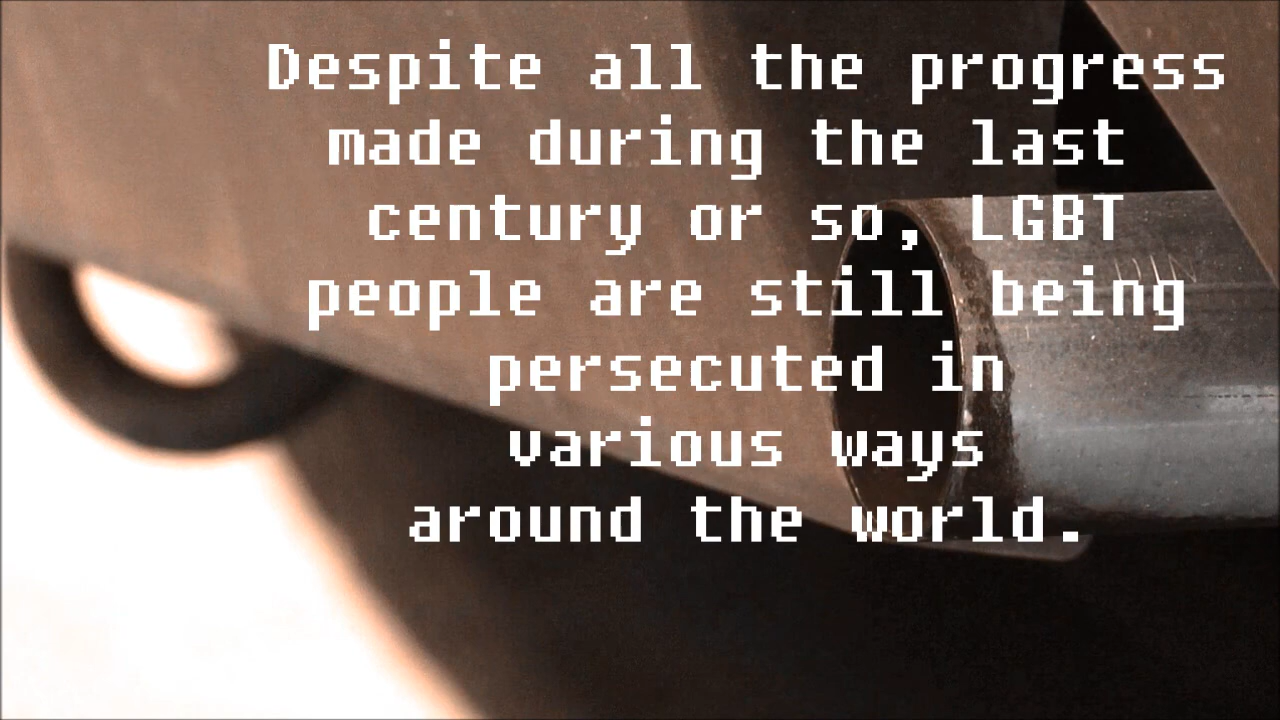 Despite all the progress
made during the last
century or so, LGBT
people are still being
persecuted in
various ways
around the world.